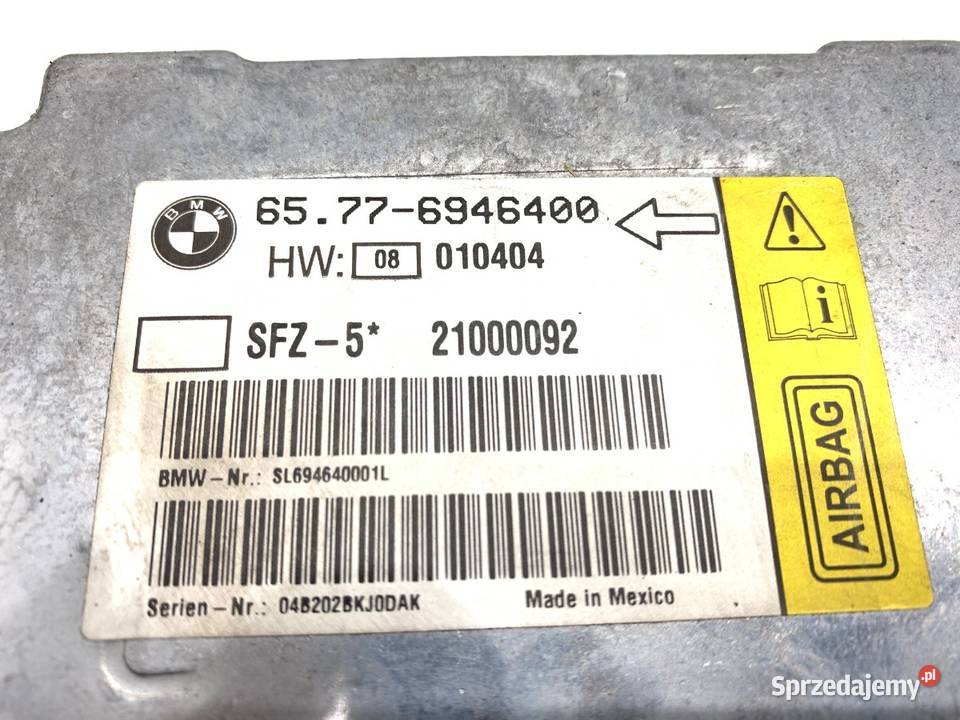 BMW
65.77-6946400
HW: 08 010404
SFZ-5* 21000092
BMW-Nr.: SL694640001L
Serien-Nr.: 04B202BKJ0DAK
Made in Mexico
AIRBAG
Sprzedajemy.pl